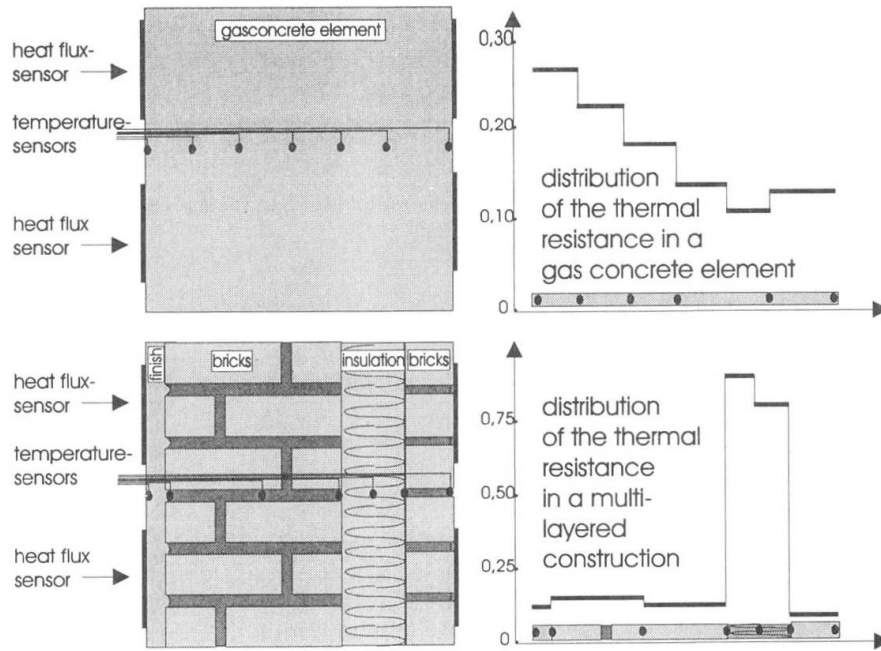 gasconcrete element
heat flux-
sensor
temperature-
sensors
heat flux
sensor
0,30
0,20
0,10
0
distribution
of the thermal
resistance in a
gas concrete element
finish
bricks
insulation
bricks
heat flux-
sensor
temperature-
sensors
heat flux
sensor
0,75
0,50
0,25
0
distribution
of the thermal
resistance
in a multi-
layered
construction